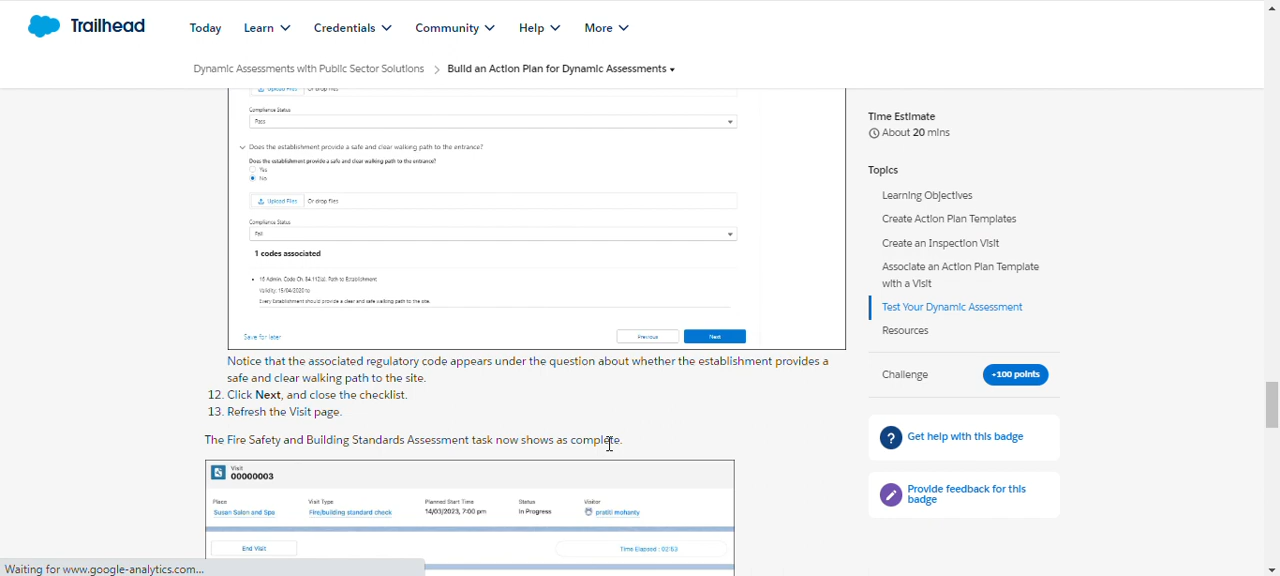 Trailhead
Today
Learn
Credentials
Community
Help
More
Dynamic Assessments with Public Sector Solutions
Build an Action Plan for Dynamic Assessments
Upload Files Or drop files
Compliance Status
Pass
Does the establishment provide a safe and clear walking path to the entrance?
Does the establishment provide a safe and clear walking path to the entrance?
Yes
No
Upload Files Or drop files
Compliance Status
Fail
1 codes associated
Path to Establishment
Every Establishment should provide a clear and safe walking path to the site.
Save for later
Previous
Next
Notice that the associated regulatory code appears under the question about whether the establishment provides a
safe and clear walking path to the site.
12. Click Next, and close the checklist.
13. Refresh the Visit page.
The Fire Safety and Building Standards Assessment task now shows as complete.
Visit
00000003
Place Visit Type Planned Start Time Status Visitor
Susan Salon and Spa Fire/building standard check 14/03/2023, 7:00 pm In Progress pratiti mohanty
End Visit
Time Elapsed : 02:53
Time Estimate
About 20 mins
Topics
Learning Objectives
Create Action Plan Templates
Create an Inspection Visit
Associate an Action Plan Template
with a Visit
Test Your Dynamic Assessment
Resources
Challenge
+100 points
Get help with this badge
Provide feedback for this
badge
Waiting for www.google-analytics.com...